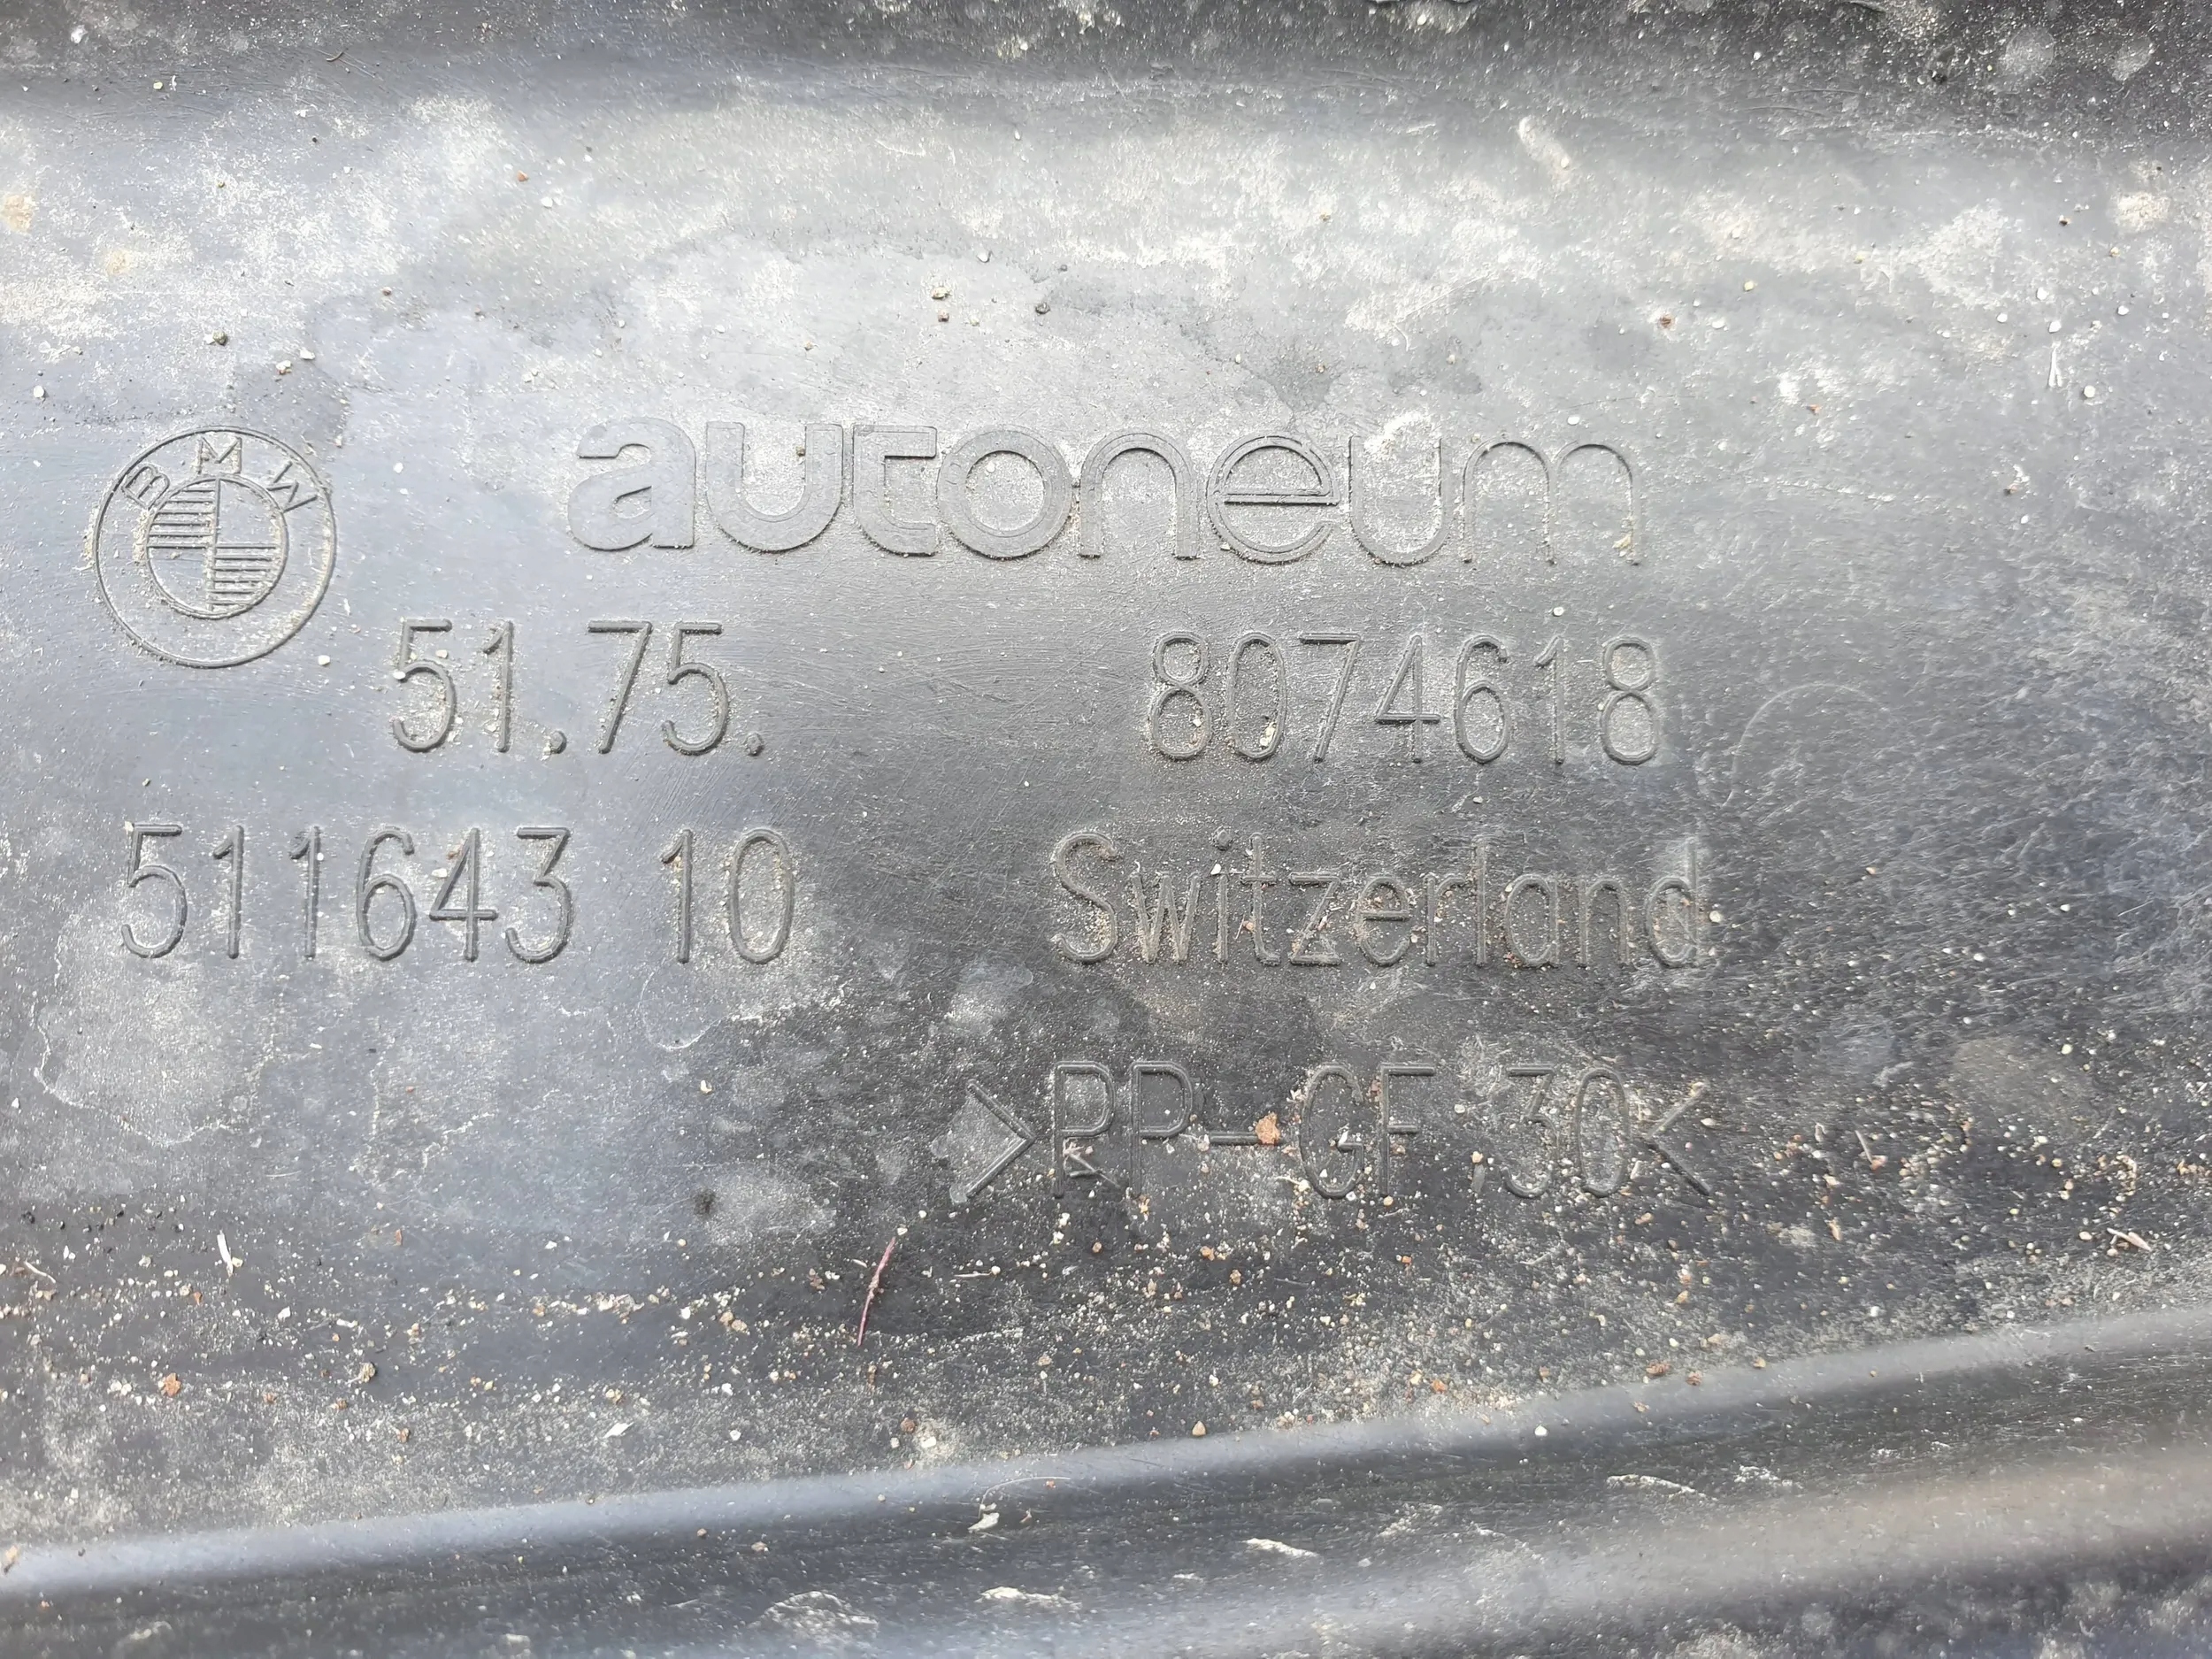 BMW autoneum
51.75. 8074618
511643 10 Switzerland
>PP-GF 30<